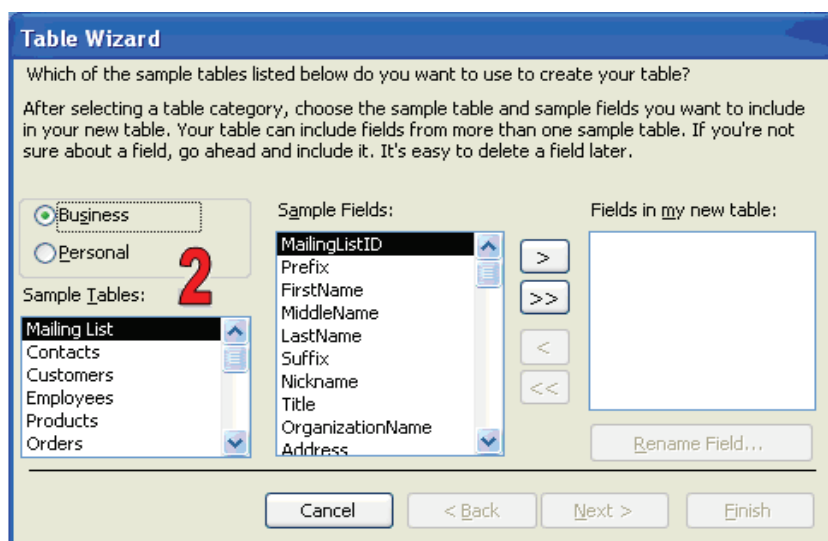 Table Wizard
Which of the sample tables listed below do you want to use to create your table?
After selecting a table category, choose the sample table and sample fields you want to include
in your new table. Your table can include fields from more than one sample table. If you're not
sure about a field, go ahead and include it. It's easy to delete a field later.
Business
Personal
2
Sample Tables:
Mailing List
Contacts
Customers
Employees
Products
Orders
Sample Fields:
MailingListID
Prefix
FirstName
MiddleName
LastName
Suffix
Nickname
Title
OrganizationName
Address
>
>>
<
<<
Fields in my new table:
Rename Field...
Cancel
< Back
Next >
Finish